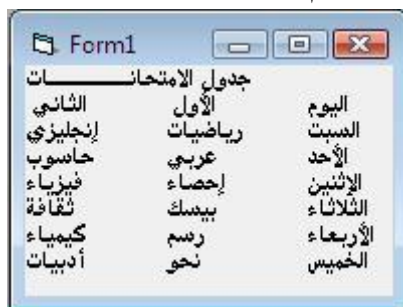 Form1
جدول الامتحانـــــــــات
اليوم الأول الثاني
السبت رياضيات إنجليزي
الأحد عربي حاسوب
الإثنين إحصاء فيزياء
الثلاثاء بيسك ثقافة
الأربعاء رسم كيمياء
الخميس نحو أدبيات